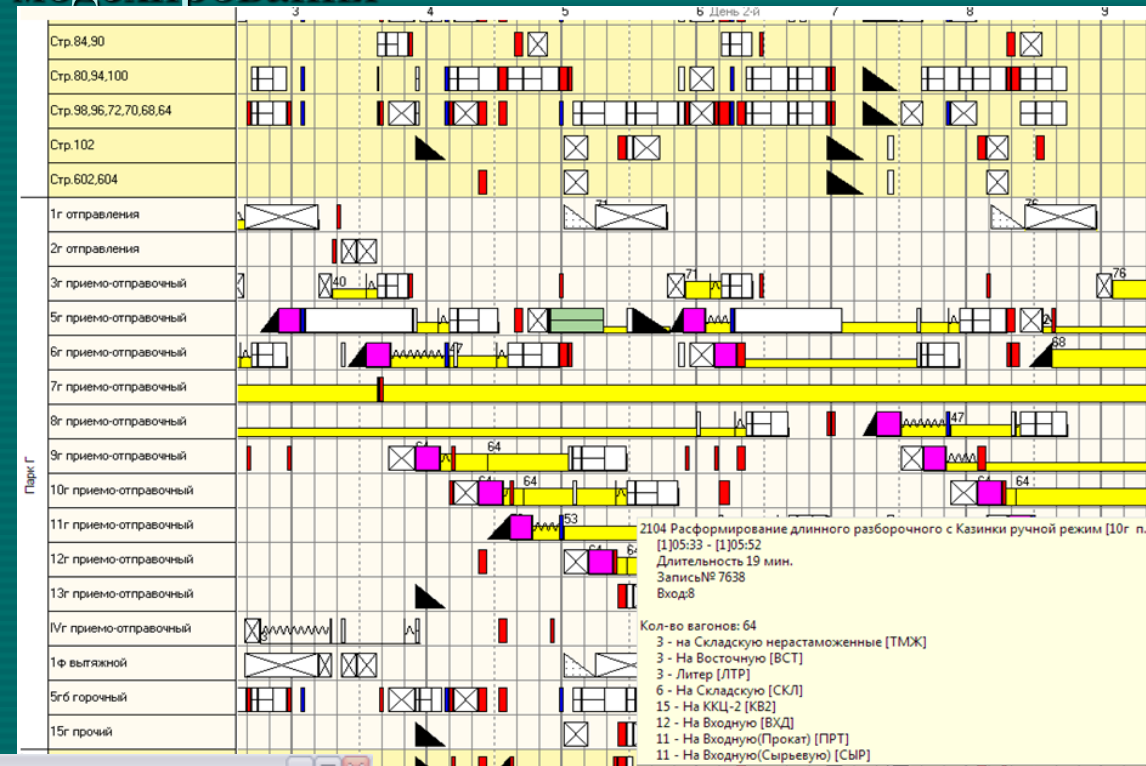 моделирования
3 4 5 6 День 2-й 7 8 9
Стр.84,90
Стр.80,94,100
Стр.98,96,72,70,68,64
Стр.102
Стр.602,604
Парк Г
1г отправления
71 76
2г отправления
3г приемо-отправочный
40 71 76
5г приемо-отправочный
6г приемо-отправочный
47 68
7г приемо-отправочный
8г приемо-отправочный
47
9г приемо-отправочный
64 64
10г приемо-отправочный
64 64 64 64
11г приемо-отправочный
53
12г приемо-отправочный
64 64
13г приемо-отправочный
IVг приемо-отправочный
1ф вытяжной
5гб горочный
15г прочий
2104 Расформирование длинного разборочного с Казинки ручной режим [10г п.
[1]05:33 - [1]05:52
Длительность 19 мин.
Запись№ 7638
Вход:8
Кол-во вагонов: 64
3 - на Складскую нерастаможенные [ТМЖ]
3 - На Восточную [ВСТ]
3 - Литер [ЛТР]
6 - На Складскую [СКЛ]
15 - На ККЦ-2 [КВ2]
12 - На Входную [ВХД]
11 - На Входную(Прокат) [ПРТ]
11 - На Входную(Сырьевую) [СЫР]